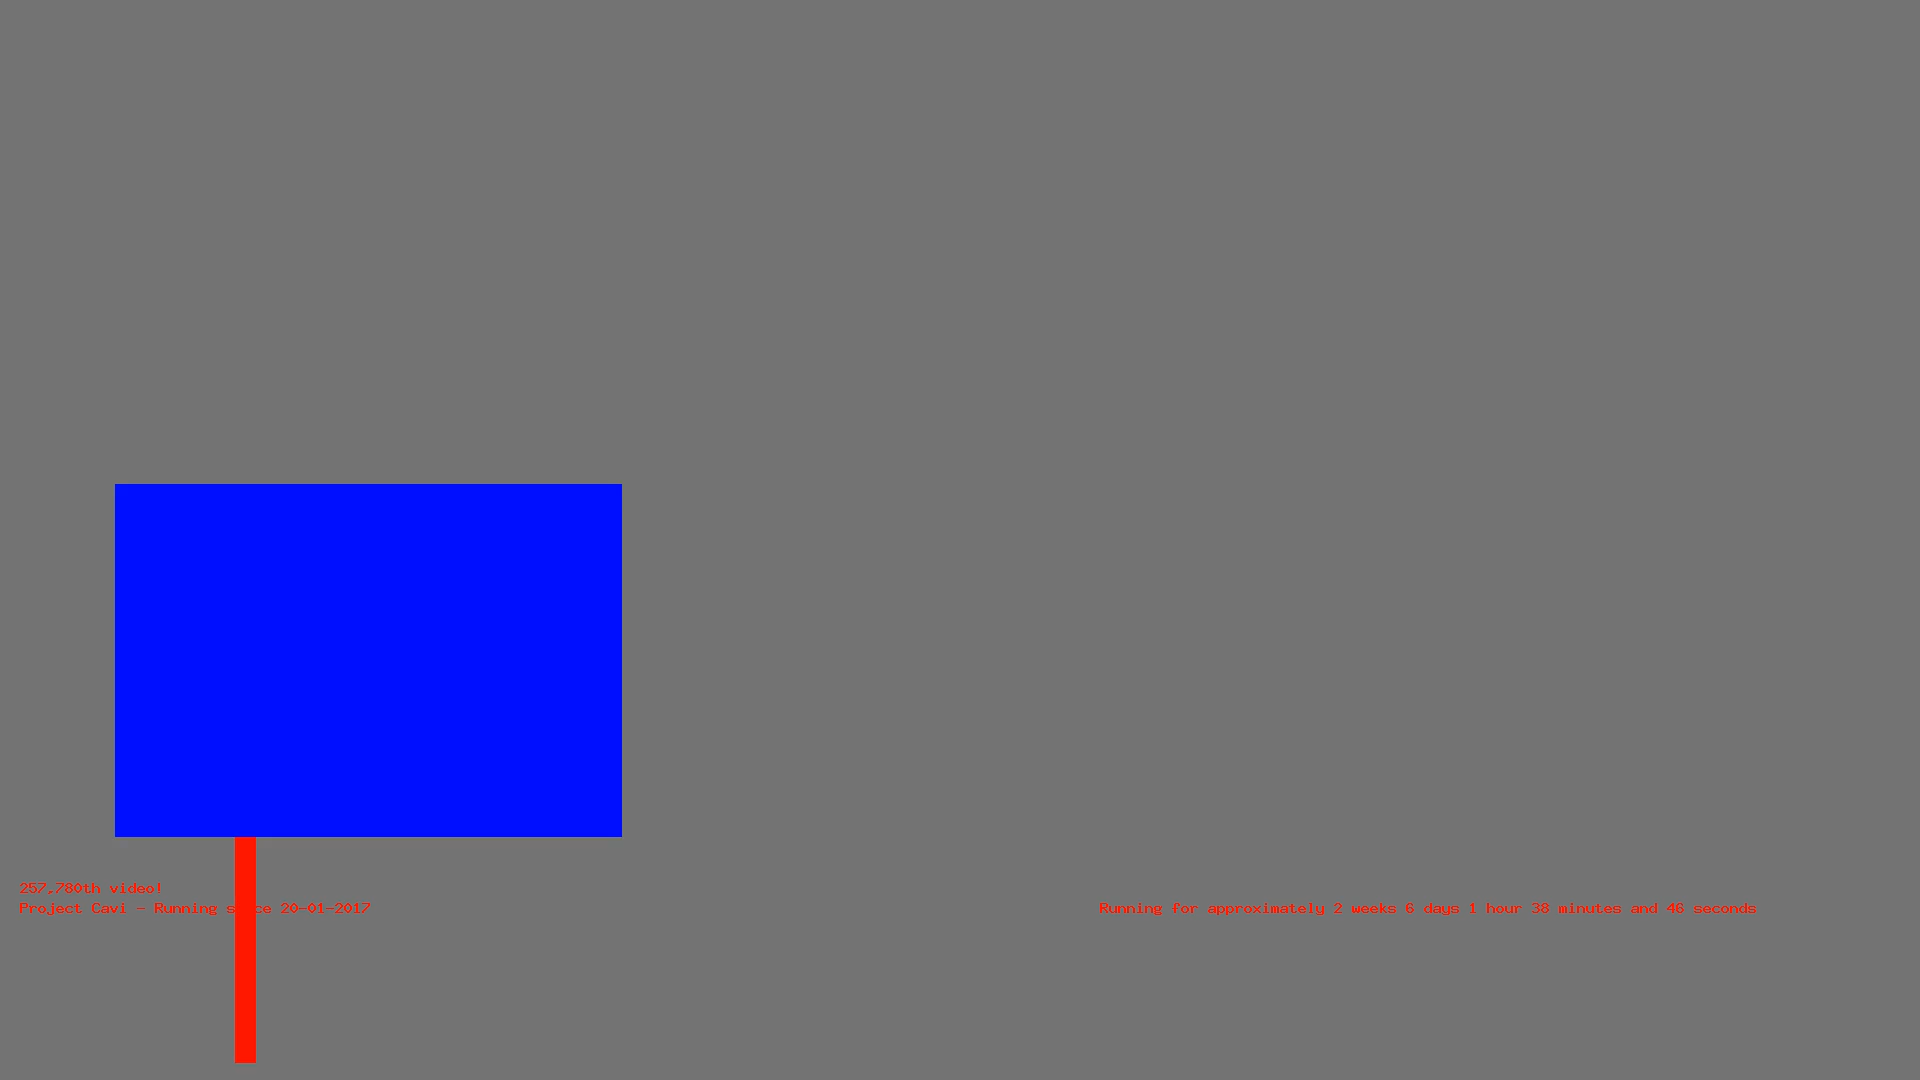 257,780th video!
Project Cavi - Running s ce 20-01-2017
Running for approximately 2 weeks 6 days 1 hour 38 minutes and 46 seconds